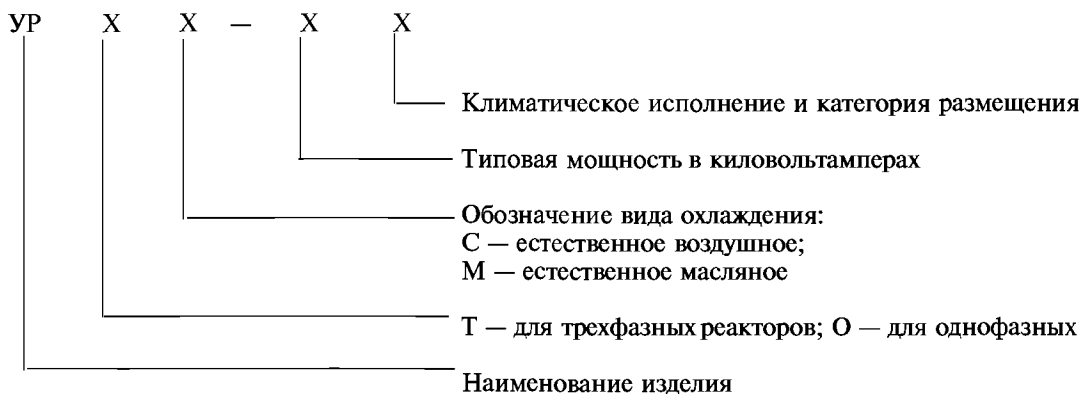 УР Х Х — Х Х
Климатическое исполнение и категория размещения
Типовая мощность в киловольтамперах
Обозначение вида охлаждения:
С — естественное воздушное;
М — естественное масляное
Т — для трехфазных реакторов; О — для однофазных
Наименование изделия